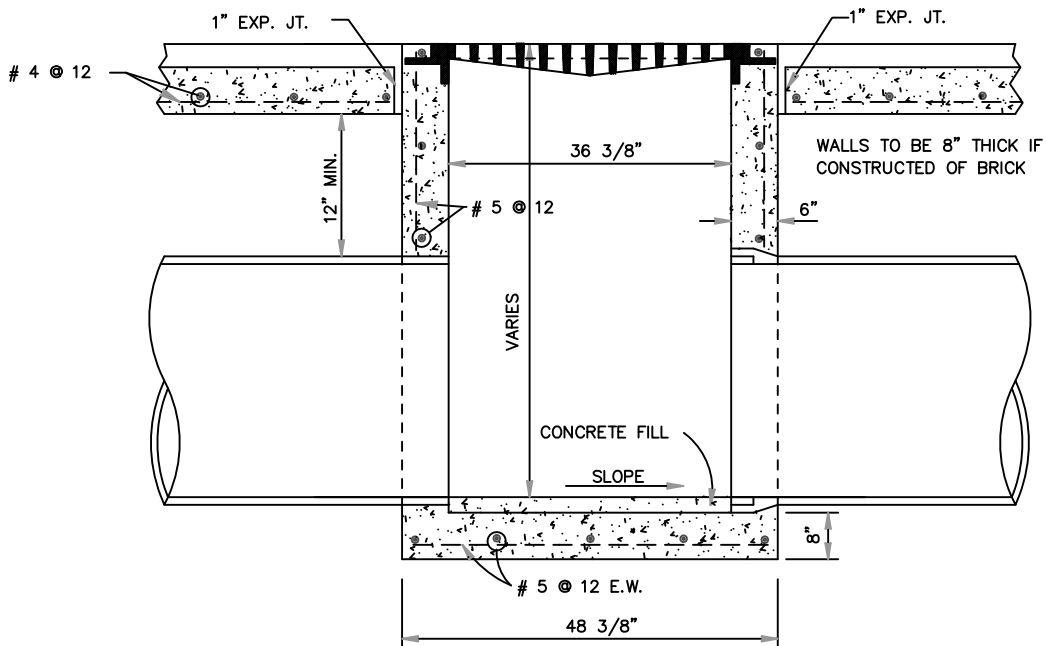 1" EXP. JT.
1" EXP. JT.
# 4 @ 12
WALLS TO BE 8" THICK IF
CONSTRUCTED OF BRICK
36 3/8"
12" MIN.
# 5 @ 12
6"
VARIES
CONCRETE FILL
SLOPE
8"
# 5 @ 12 E.W.
48 3/8"